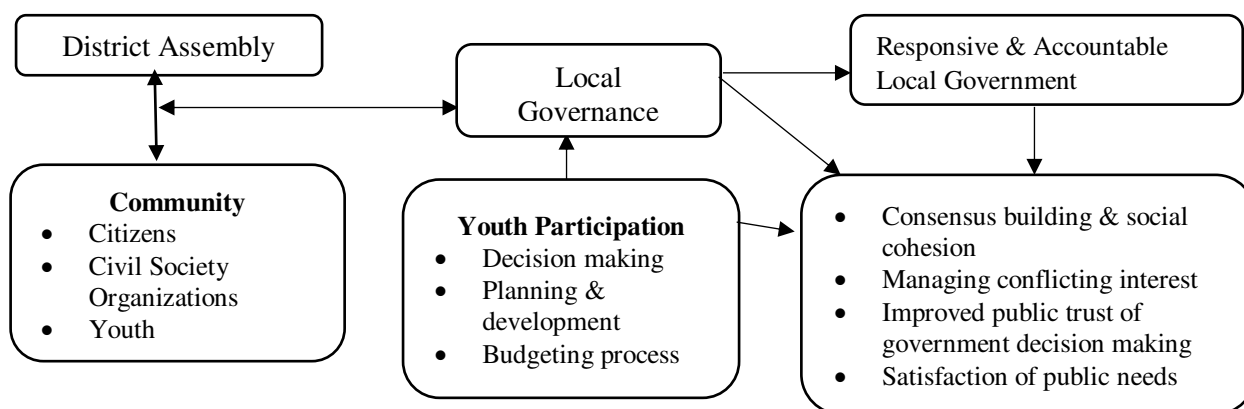 District Assembly
Local
Governance
Responsive & Accountable
Local Government
Community
• Citizens
• Civil Society
Organizations
• Youth
Youth Participation
• Decision making
• Planning &
development
• Budgeting process
• Consensus building & social
cohesion
• Managing conflicting interest
• Improved public trust of
government decision making
• Satisfaction of public needs